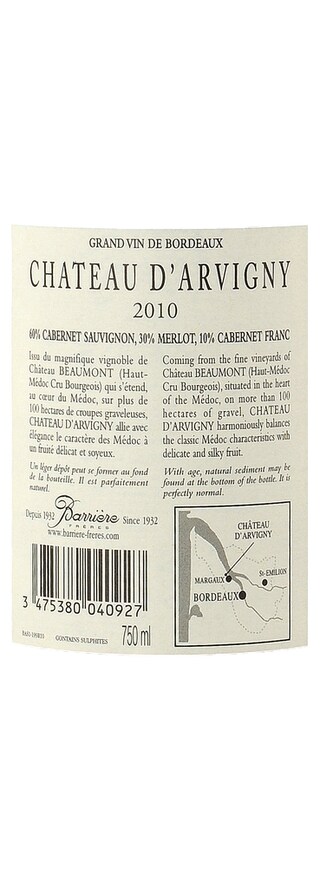 GRAND VIN DE BORDEAUX
CHATEAU D'ARVIGNY
2010
60% CABERNET SAUVIGNON, 30% MERLOT, 10% CABERNET FRANC
Issu du magnifique vignoble de
Château BEAUMONT (Haut-
Médoc Cru Bourgeois) qui s'étend,
au cœur du Médoc, sur plus de
100 hectares de croupes graveleuses,
CHATEAU D'ARVIGNY allie avec
élégance le caractère des Médoc à
un fruité délicat et soyeux.
Un léger dépôt peut se former au fond
de la bouteille. Il est parfaitement
naturel.
Coming from the fine vineyards of
Château BEAUMONT (Haut-Médoc
Cru Bourgeois), situated in the heart
of the Médoc, on more than 100
hectares of gravel, CHATEAU
D'ARVIGNY harmoniously balances
the classic Médoc characteristics with
delicate and silky fruit.
With age, natural sediment may be
found at the bottom of the bottle. It is
perfectly normal.
Depuis 1932 Barrière Since 1932
FRERES
www.barriere-freres.com
3 475380 040927
CONTAINS SULPHITES
750 ml
CHÂTEAU
D'ARVIGNY
MARGAUX
St-EMILION
BORDEAUX